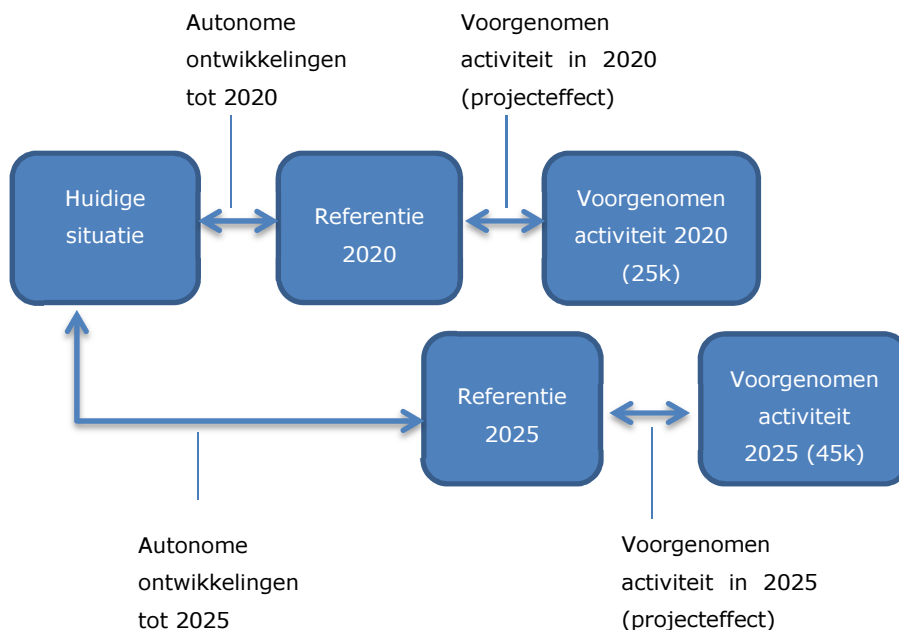 Autonome
ontwikkelingen
tot 2020
Voorgenomen
activiteit in 2020
(projecteffect)
Huidige
situatie
Referentie
2020
Voorgenomen
activiteit 2020
(25k)
Referentie
2025
Voorgenomen
activiteit
2025 (45k)
Autonome
ontwikkelingen
tot 2025
Voorgenomen
activiteit in 2025
(projecteffect)